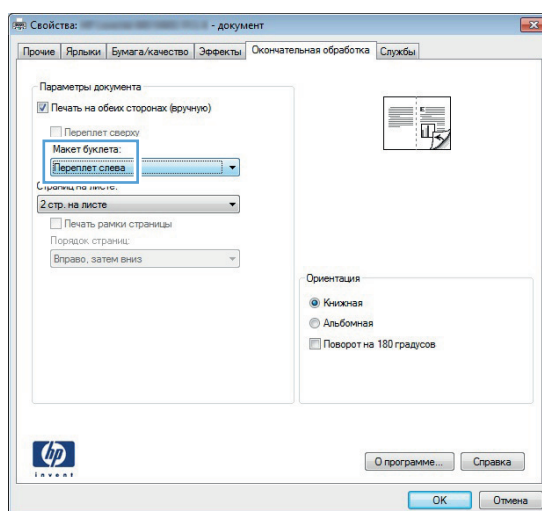 Свойства: - документ
Прочие Ярлыки Бумага/качество Эффекты Окончательная обработка Службы
Параметры документа
Печать на обеих сторонах (вручную)
Переплет сверху
Макет буклета:
Переплет слева
Страниц на листе:
2 стр. на листе
Печать рамки страницы
Порядок страниц:
Вправо, затем вниз
Ориентация
Книжная
Альбомная
Поворот на 180 градусов
hp
invent
О программе... Справка
OK Отмена